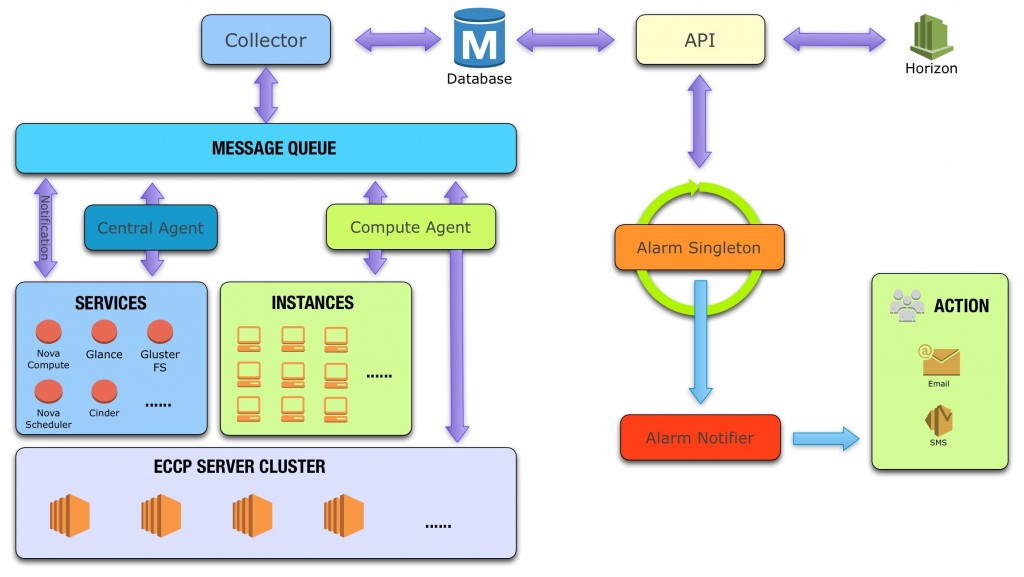 Collector
M
Database
API
Horizon
MESSAGE QUEUE
Notification
Central Agent
Compute Agent
Alarm Singleton
SERVICES
Nova
Compute
Glance
Gluster
FS
Nova
Scheduler
Cinder
......
INSTANCES
......
ACTION
@
Email
SMS
Alarm Notifier
ECCP SERVER CLUSTER
......